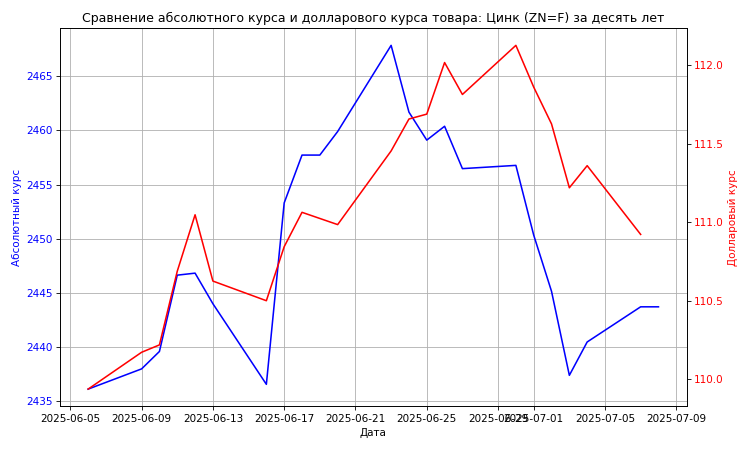 Сравнение абсолютного курса и долларового курса товара: Цинк (ZN=F) за десять лет
Абсолютный курс
2465
2460
2455
2450
2445
2440
2435
112.0
111.5
111.0
110.5
110.0
Долларовый курс
2025-06-05 2025-06-09 2025-06-13 2025-06-17 2025-06-21 2025-06-25 2025-06-29 2025-07-01 2025-07-05 2025-07-09
Дата